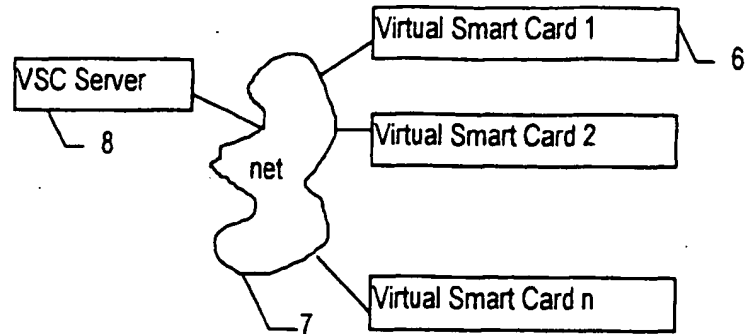 Virtual Smart Card 1
6
VSC Server
8
Virtual Smart Card 2
net
Virtual Smart Card n
7